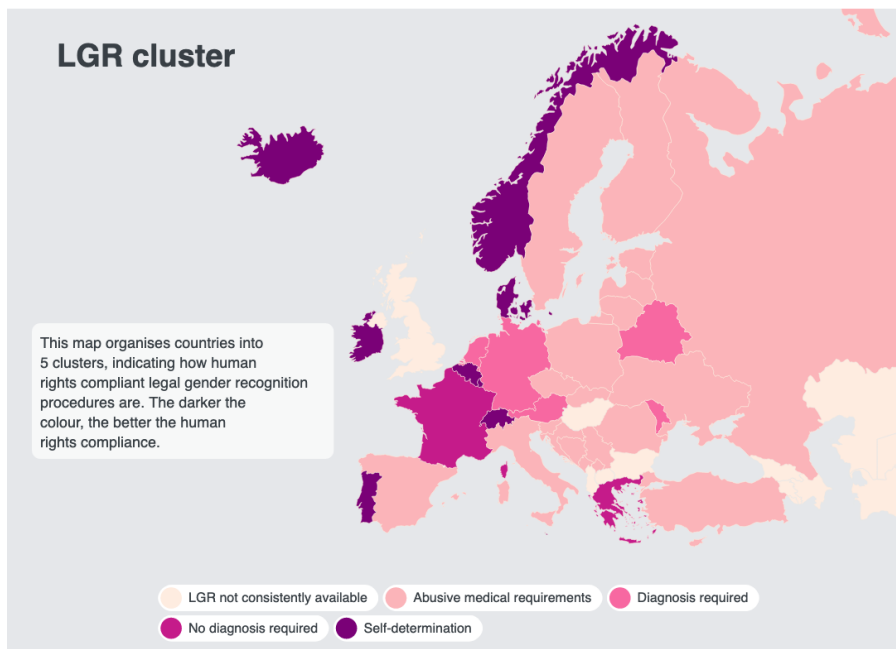 LGR cluster
This map organises countries into
5 clusters, indicating how human
rights compliant legal gender recognition
procedures are. The darker the
colour, the better the human
rights compliance.
LGR not consistently available
Abusive medical requirements
Diagnosis required
No diagnosis required
Self-determination